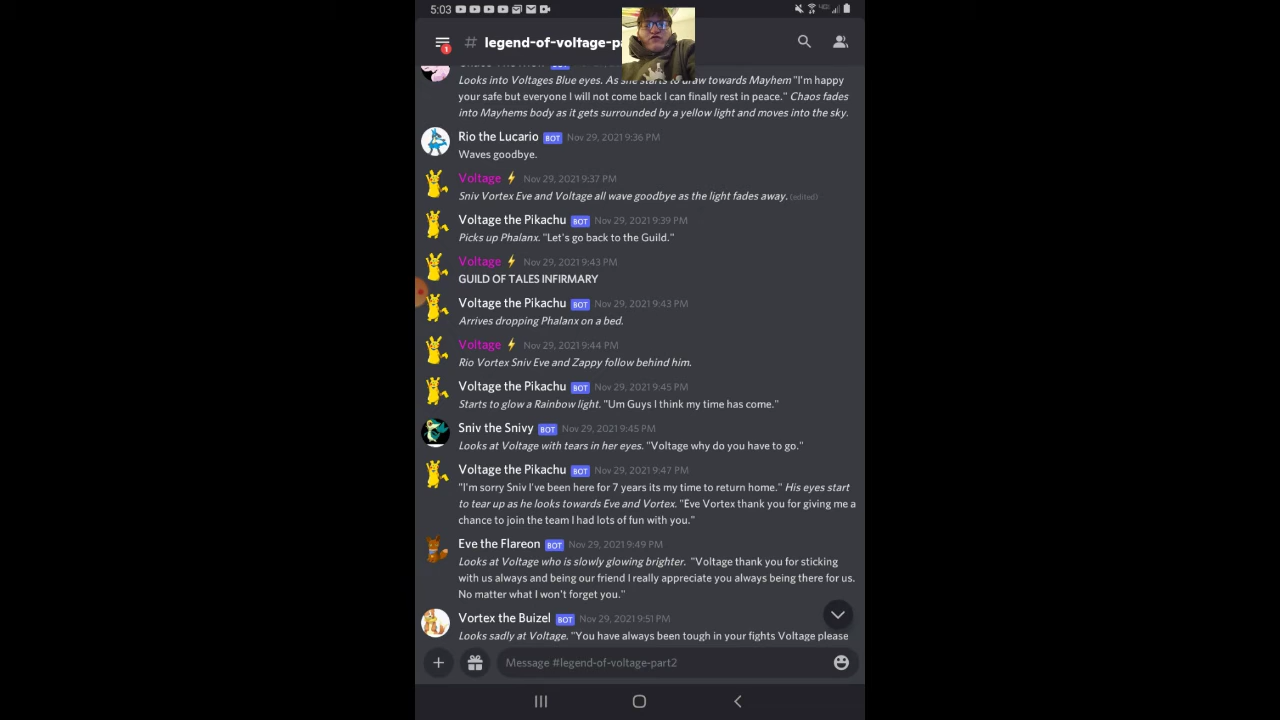 5:03
# legend-of-voltage-pa
Looks into Voltages Blue eyes. As she starts to draw towards Mayhem "I'm happy
your safe but everyone I will not come back I can finally rest in peace." Chaos fades
into Mayhems body as it gets surrounded by a yellow light and moves into the sky.
Rio the Lucario BOT Nov 29, 2021 9:36 PM
Waves goodbye.
Voltage ⚡ Nov 29, 2021 9:37 PM
Sniv Vortex Eve and Voltage all wave goodbye as the light fades away. (edited)
Voltage the Pikachu BOT Nov 29, 2021 9:39 PM
Picks up Phalanx. "Let's go back to the Guild."
Voltage ⚡ Nov 29, 2021 9:43 PM
GUILD OF TALES INFIRMARY
Voltage the Pikachu BOT Nov 29, 2021 9:43 PM
Arrives dropping Phalanx on a bed.
Voltage ⚡ Nov 29, 2021 9:44 PM
Rio Vortex Sniv Eve and Zappy follow behind him.
Voltage the Pikachu BOT Nov 29, 2021 9:45 PM
Starts to glow a Rainbow light. "Um Guys I think my time has come."
Sniv the Snivy BOT Nov 29, 2021 9:45 PM
Looks at Voltage with tears in her eyes. "Voltage why do you have to go."
Voltage the Pikachu BOT Nov 29, 2021 9:47 PM
"I'm sorry Sniv I've been here for 7 years its my time to return home." His eyes start
to tear up as he looks towards Eve and Vortex. "Eve Vortex thank you for giving me a
chance to join the team I had lots of fun with you."
Eve the Flareon BOT Nov 29, 2021 9:49 PM
Looks at Voltage who is slowly glowing brighter. "Voltage thank you for sticking
with us always and being our friend I really appreciate you always being there for us.
No matter what I won't forget you."
Vortex the Buizel BOT Nov 29, 2021 9:51 PM
Looks sadly at Voltage. "You have always been tough in your fights Voltage please
Message #legend-of-voltage-part2